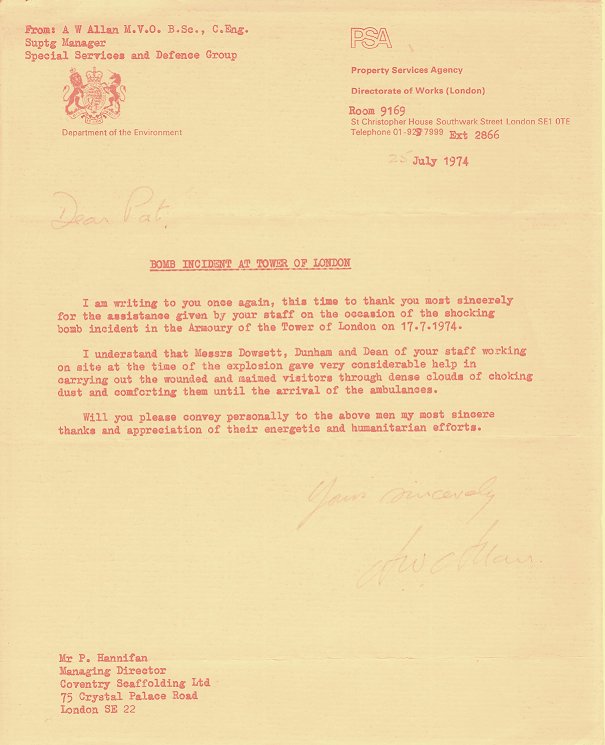 From: A W Allan M.V.O. B.Sc., C.Eng.
Suptg Manager
Special Services and Defence Group
Department of the Environment
PSA
Property Services Agency
Directorate of Works (London)
Room 9169
St Christopher House Southwark Street London SE1 0TE
Telephone 01-928 7999 Ext 2866
25 July 1974
Dear Pat.
BOMB INCIDENT AT TOWER OF LONDON
I am writing to you once again, this time to thank you most sincerely
for the assistance given by your staff on the occasion of the shocking
bomb incident in the Armoury of the Tower of London on 17.7.1974.
I understand that Messrs Dowsett, Dunham and Dean of your staff working
on site at the time of the explosion gave very considerable help in
carrying out the wounded and maimed visitors through dense clouds of choking
dust and comforting them until the arrival of the ambulances.
Will you please convey personally to the above men my most sincere
thanks and appreciation of their energetic and humanitarian efforts.
Yours sincerely
A W Allan.
Mr P. Hannifan
Managing Director
Coventry Scaffolding Ltd
75 Crystal Palace Road
London SE 22